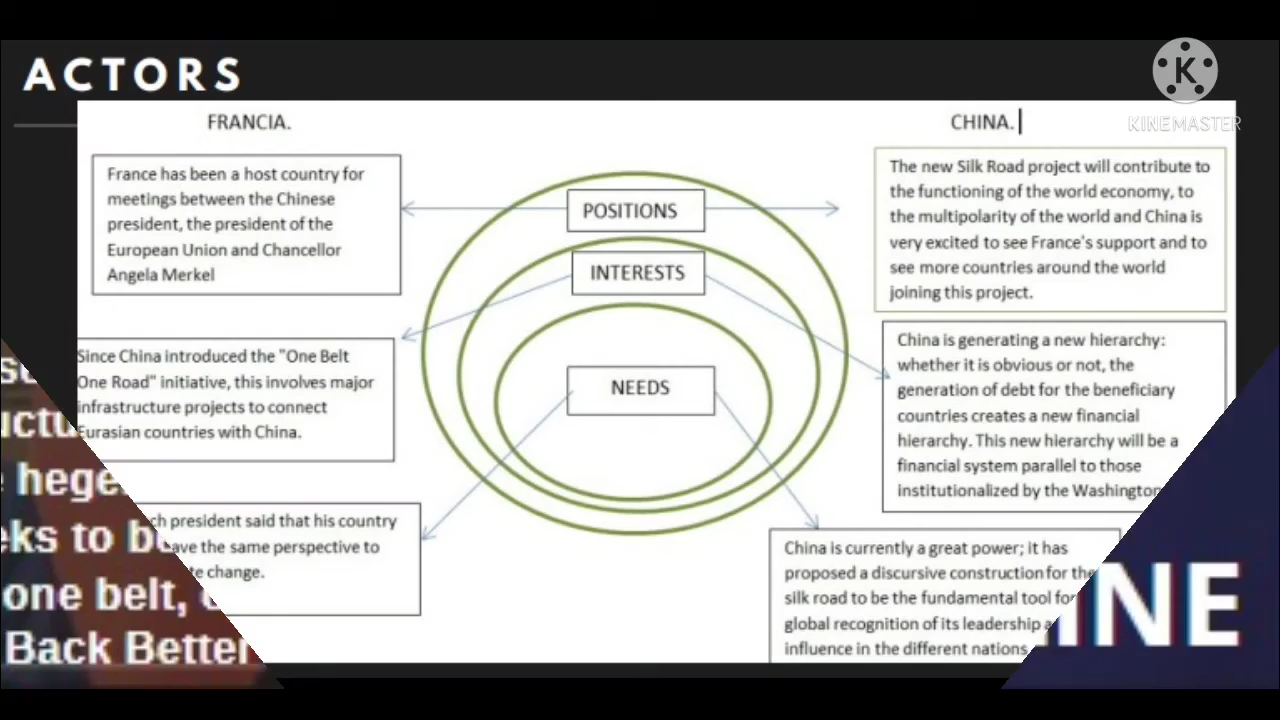 ACTORS
KINEMASTER
FRANCIA.
CHINA.
France has been a host country for
meetings between the Chinese
president, the president of the
European Union and Chancellor
Angela Merkel
Since China introduced the "One Belt
One Road" initiative, this involves major
infrastructure projects to connect
Eurasian countries with China.
president said that his country
the same perspective to
change.
POSITIONS
INTERESTS
NEEDS
The new Silk Road project will contribute to
the functioning of the world economy, to
the multipolarity of the world and China is
very excited to see France's support and to
see more countries around the world
joining this project.
China is generating a new hierarchy:
whether it is obvious or not, the
generation of debt for the beneficiary
countries creates a new financial
hierarchy. This new hierarchy will be a
financial system parallel to those
institutionalized by the Washington
China is currently a great power; it has
proposed a discursive construction for the
silk road to be the fundamental tool for
global recognition of its leadership
influence in the different nations
to
one belt,
Back Better